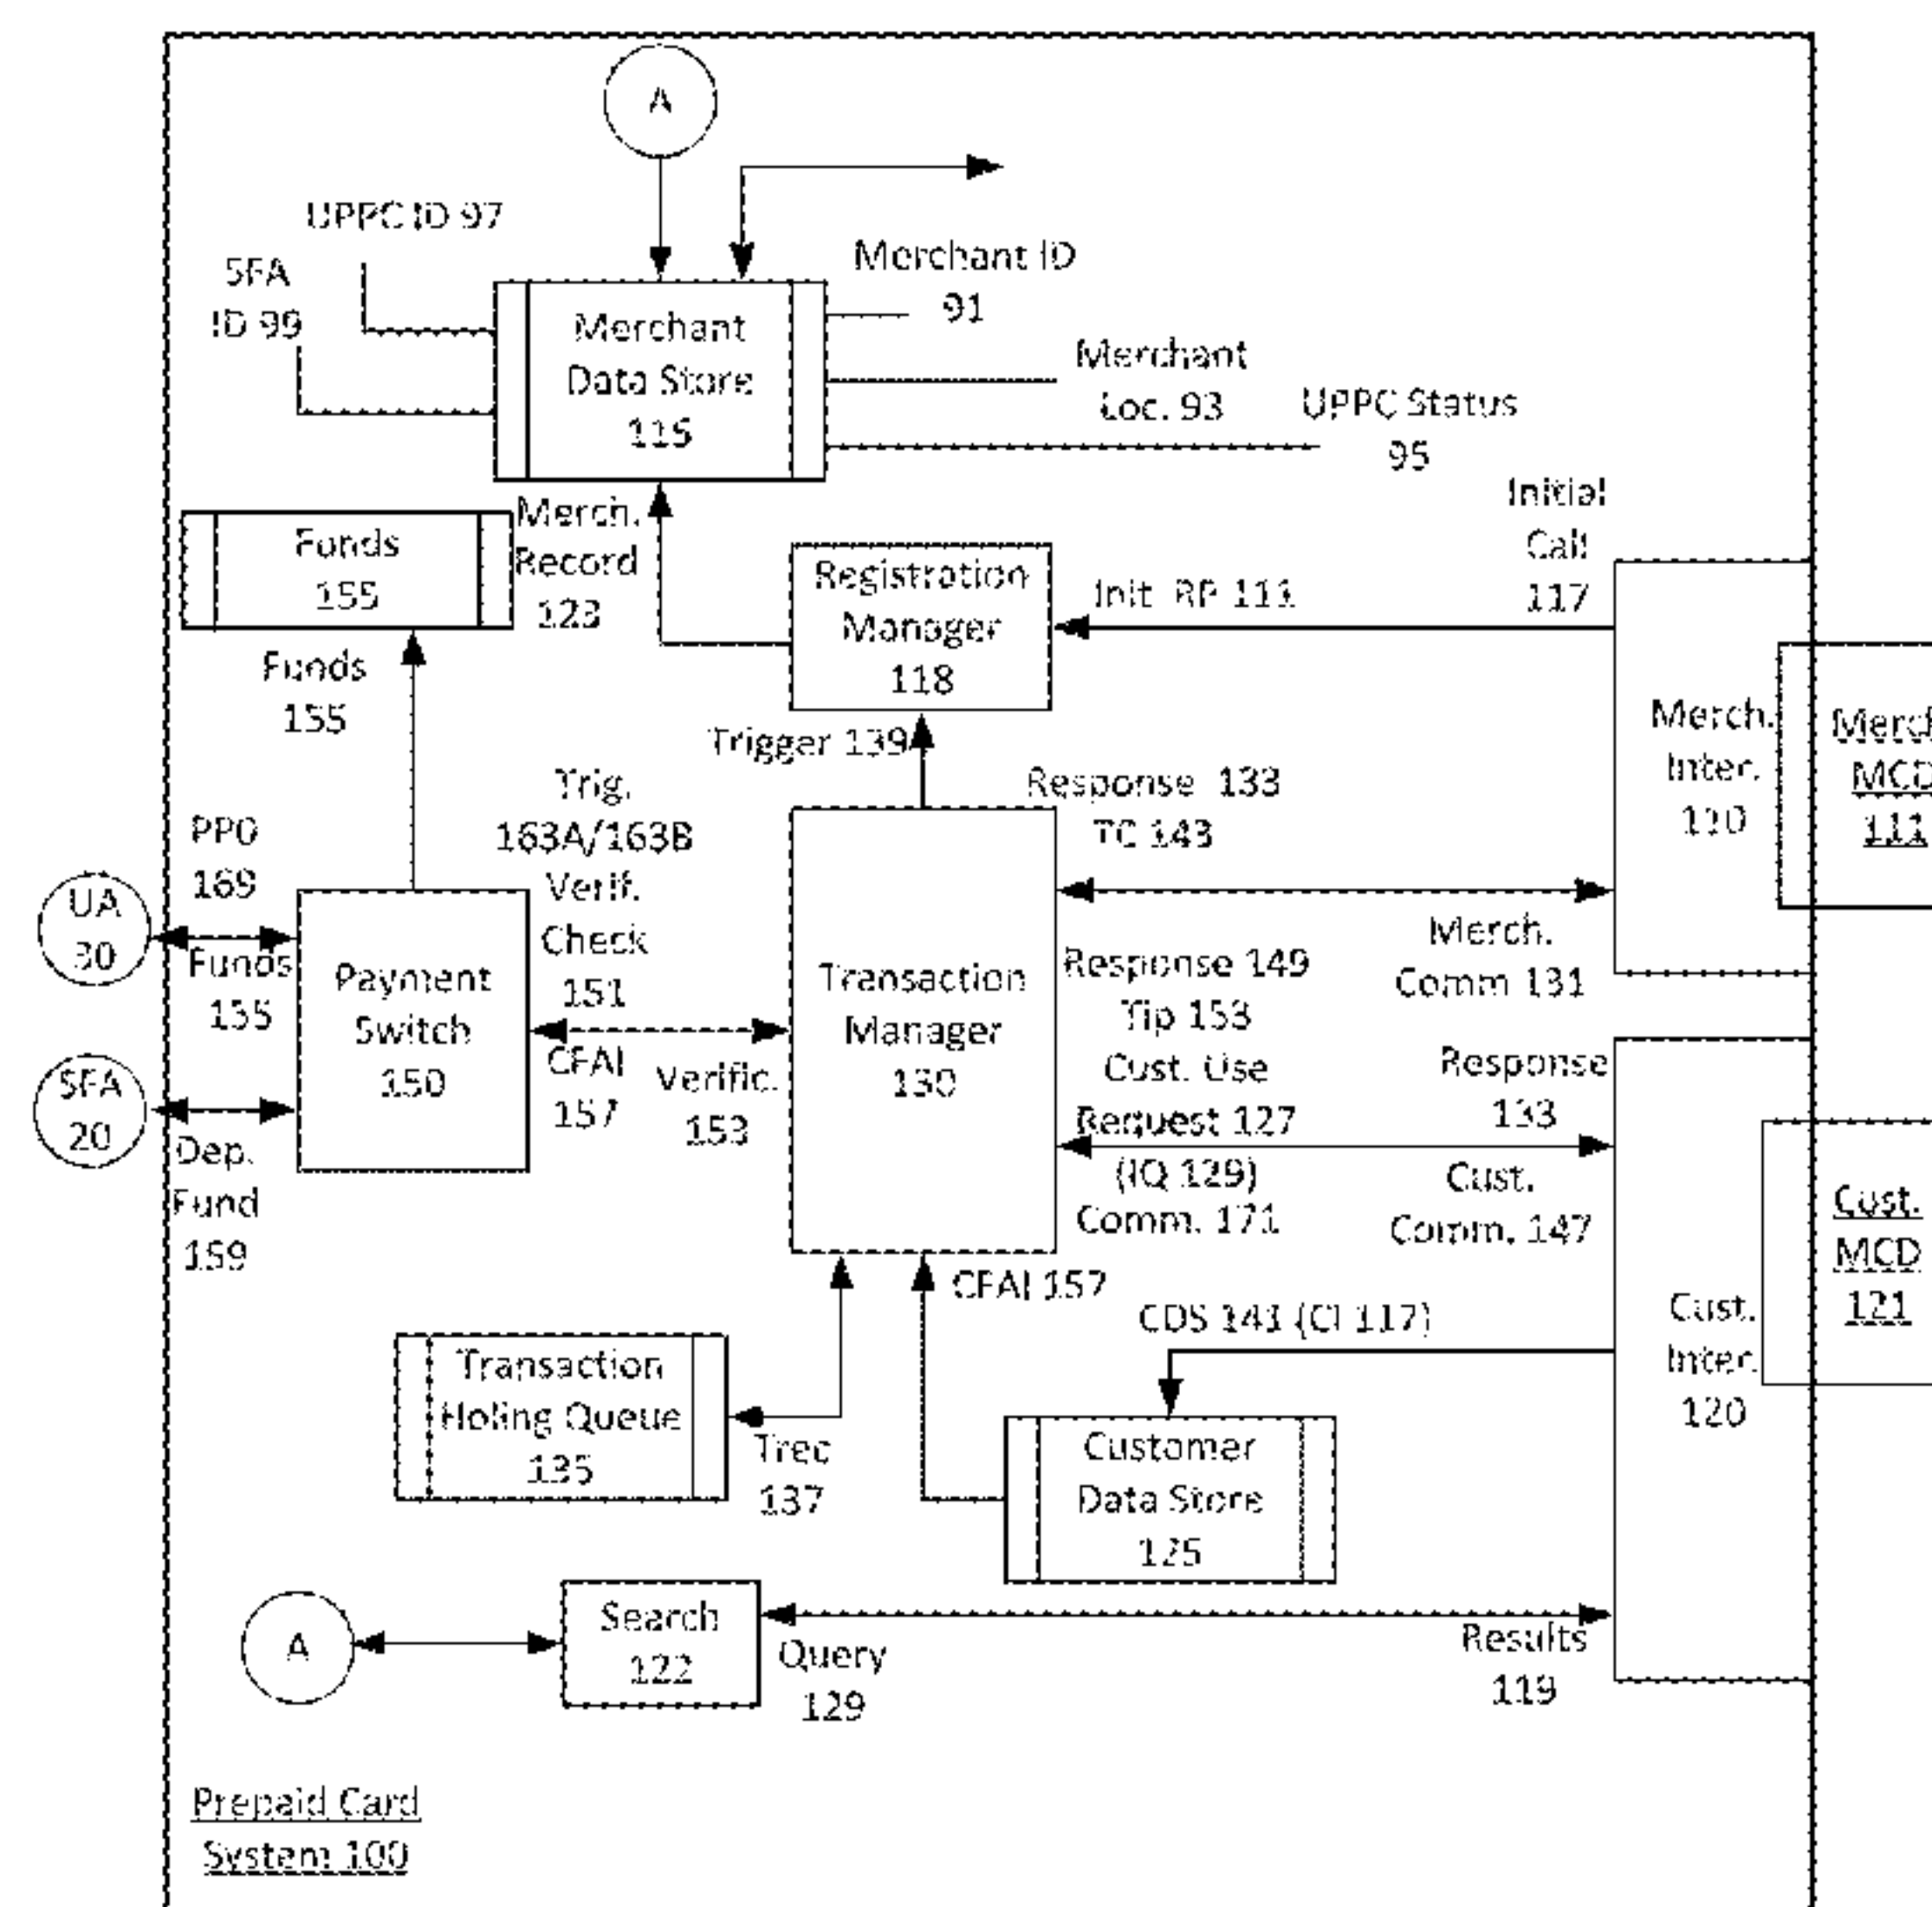 A
UPPC ID 97
SFA
ID 99
Merchant ID
91
Merchant
Data Store
115
Merchant
Loc. 93
UPPC Status
95
Initial
Call
117
Funds
155
Merch.
Record
123
Registration
Manager
118
Init RP 111
Funds
155
Trigger 139
Merch.
Inter.
110
Merch
MCD
111
Trig.
163A/163B
Verif.
Check
151
Response 133
TC 143
PPO
169
UA
30
Funds
155
Payment
Switch
150
Transaction
Manager
130
Merch.
Comm 131
Response 149
Tip 153
Cust. Use
Request 127
(IQ 129)
Comm. 171
Response
133
CFAI
157
Verific.
153
SFA
20
Dep.
Fund
159
Cust.
Comm. 147
Cust.
MCD
121
CFAI 157
CDS 141 (CI 117)
Cust.
Inter.
120
Transaction
Holing Queue
135
Trec
137
Customer
Data Store
125
A
Search
122
Query
129
Results
119
Prepaid Card
System 100